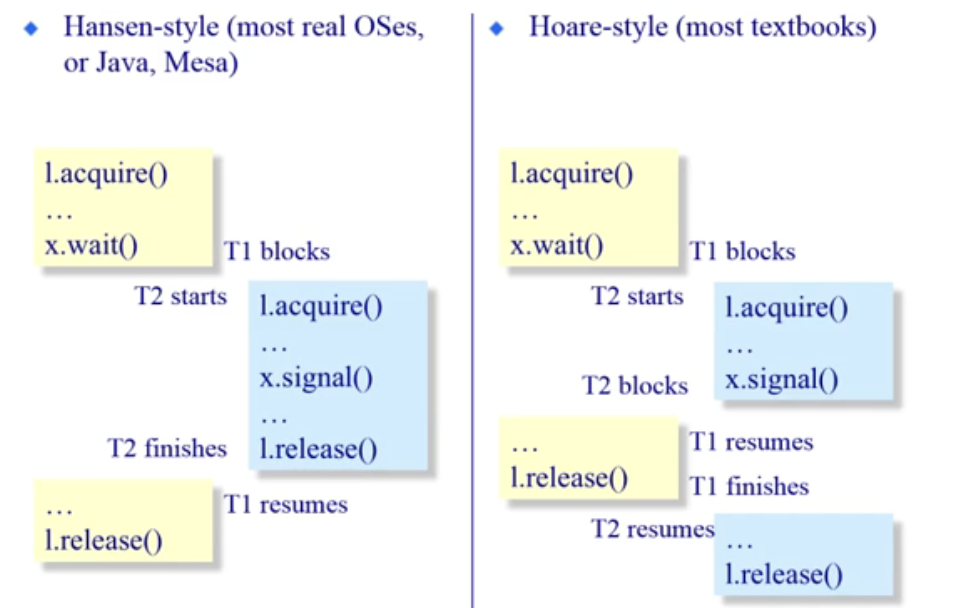 Hansen-style (most real OSes,
or Java, Mesa)
l.acquire()
…
x.wait()
T1 blocks
T2 starts
l.acquire()
…
x.signal()
…
l.release()
T2 finishes
T1 resumes
…
l.release()
Hoare-style (most textbooks)
l.acquire()
…
x.wait()
T1 blocks
T2 starts
l.acquire()
…
x.signal()
T2 blocks
…
l.release()
T1 resumes
T1 finishes
T2 resumes
…
l.release()